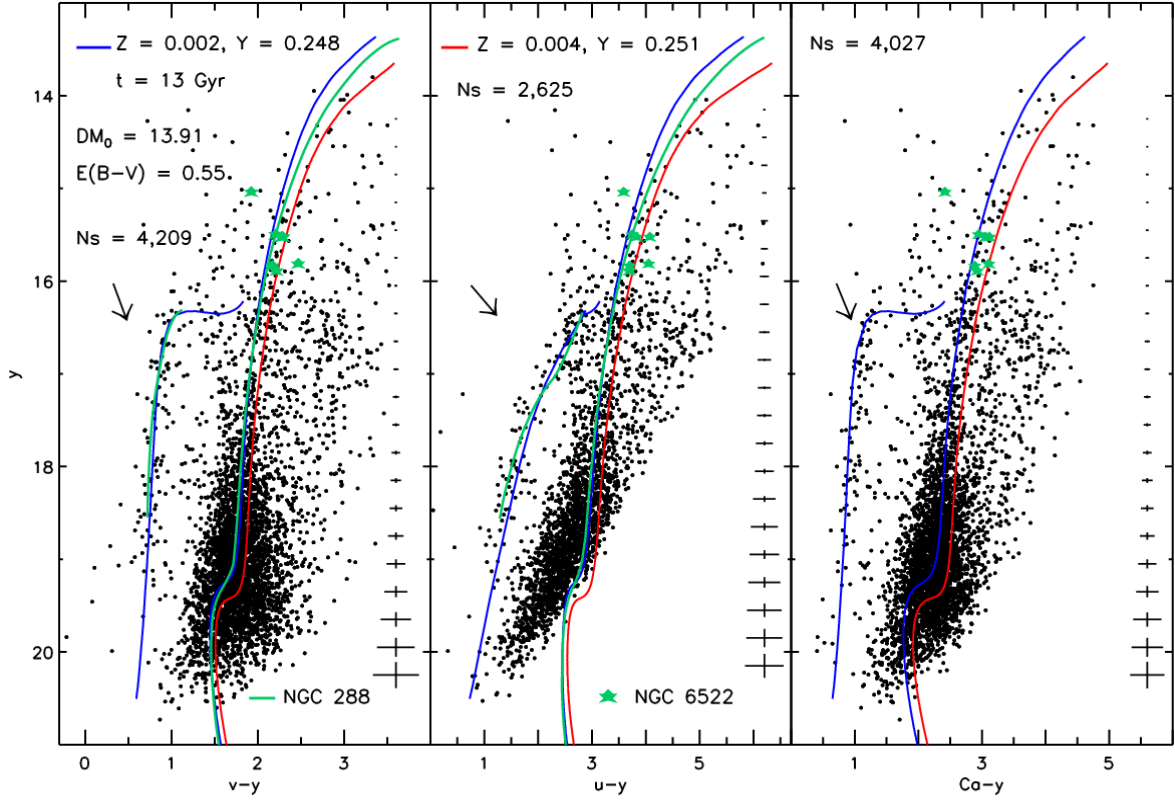 Z = 0.002, Y = 0.248
t = 13 Gyr
DM₀ = 13.91
E(B−V) = 0.55
Ns = 4,209
NGC 288
Z = 0.004, Y = 0.251
Ns = 2,625
NGC 6522
Ns = 4,027
14
16
18
20
y
0 1 2 3
1 3 5
1 3 5
v−y
u−y
Ca−y